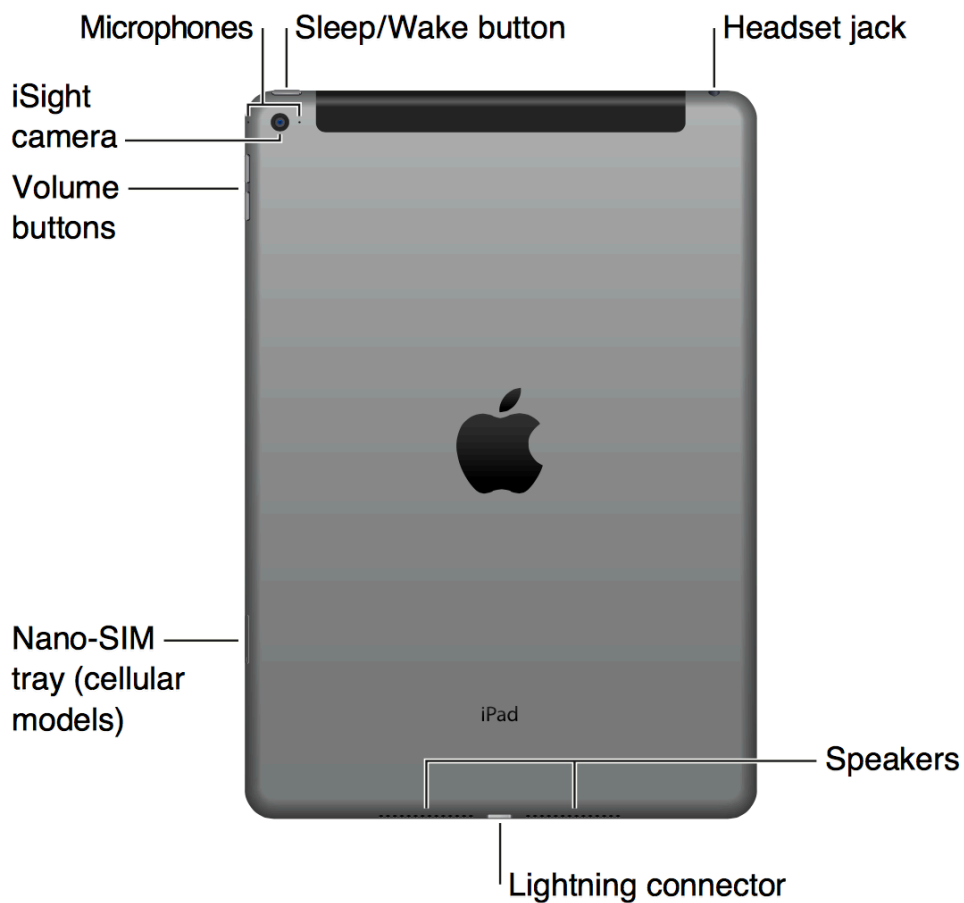 Microphones
Sleep/Wake button
Headset jack
iSight
camera
Volume
buttons
Nano-SIM
tray (cellular
models)
iPad
Speakers
Lightning connector